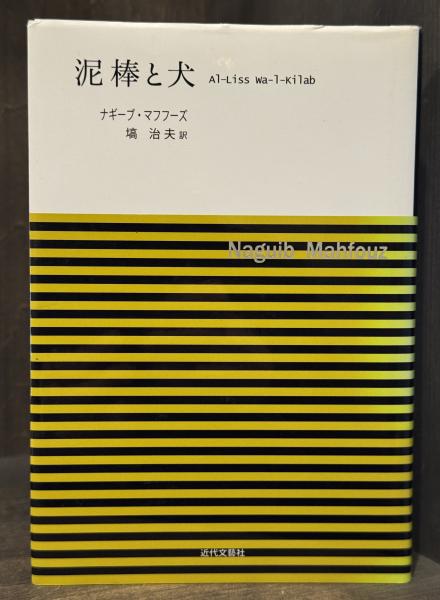 泥棒と犬 Al-Liss Wa-l-Kilab
ナギーブ・マフフーズ
塙 治夫 訳
Naguib Mahfouz
近代文藝社